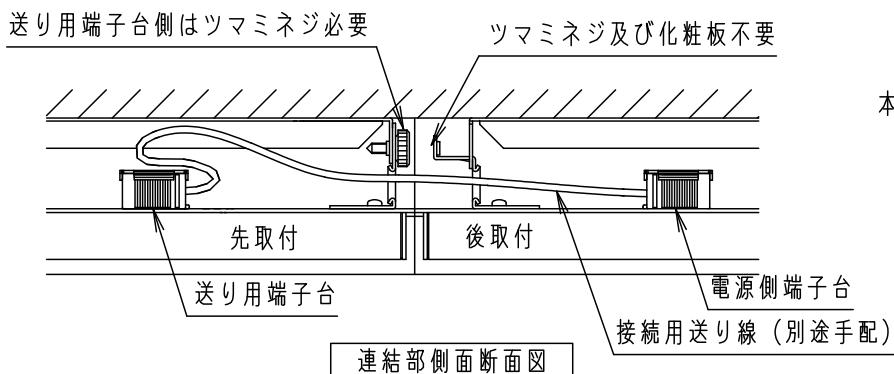 送り用端子台側はツマミネジ必要
ツマミネジ及び化粧板不要
本
先取付
後取付
送り用端子台
電源側端子台
接続用送り線（別途手配）
連結部側面断面図